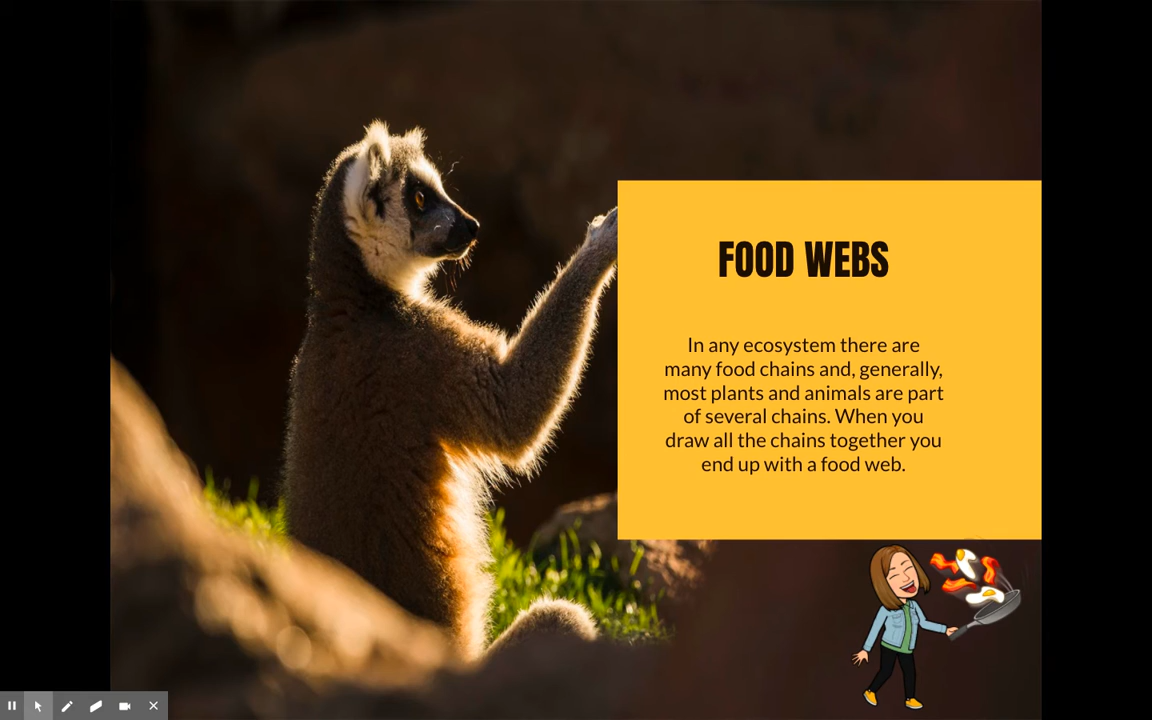 FOOD WEBS
In any ecosystem there are
many food chains and, generally,
most plants and animals are part
of several chains. When you
draw all the chains together you
end up with a food web.